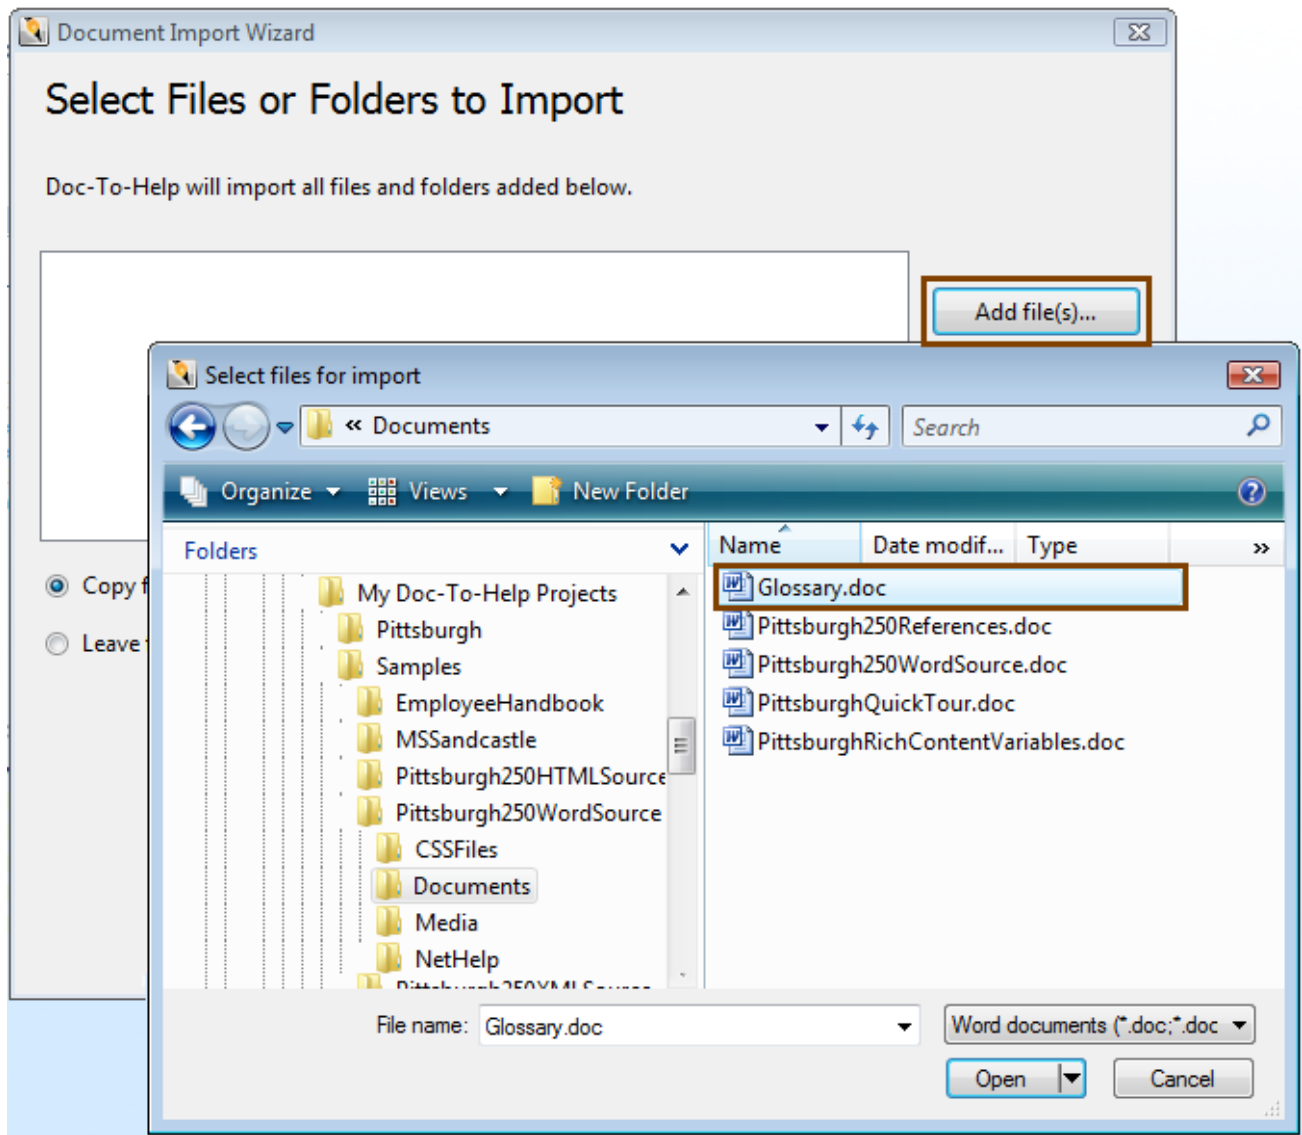 Document Import Wizard
Select Files or Folders to Import
Doc-To-Help will import all files and folders added below.
Add file(s)...
Select files for import
« Documents
Search
Organize Views New Folder
Folders
Name Date modif... Type »
My Doc-To-Help Projects
Pittsburgh
Samples
EmployeeHandbook
MSSandcastle
Pittsburgh250HTMLSource
Pittsburgh250WordSource
CSSFiles
Documents
Media
NetHelp
Pittsburgh250XMLSource
Glossary.doc
Pittsburgh250References.doc
Pittsburgh250WordSource.doc
PittsburghQuickTour.doc
PittsburghRichContentVariables.doc
Copy f
Leave
File name: Glossary.doc
Word documents (*.doc;*.doc
Open Cancel